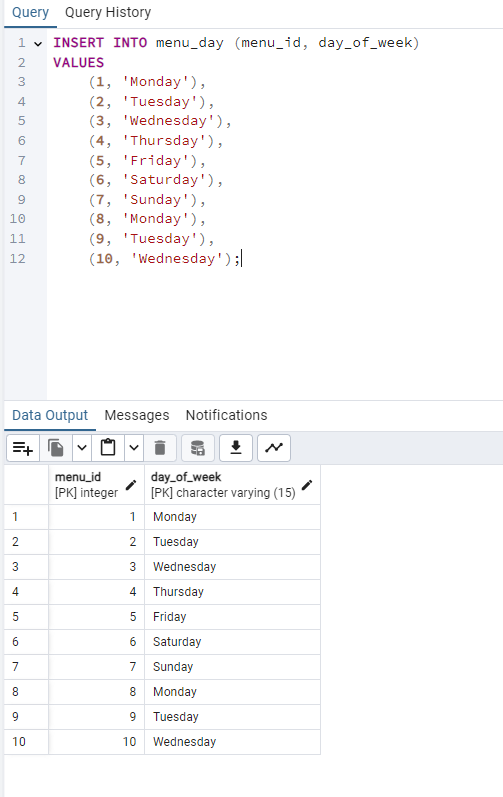 Query Query History
1 INSERT INTO menu_day (menu_id, day_of_week)
2 VALUES
3 (1, 'Monday'),
4 (2, 'Tuesday'),
5 (3, 'Wednesday'),
6 (4, 'Thursday'),
7 (5, 'Friday'),
8 (6, 'Saturday'),
9 (7, 'Sunday'),
10 (8, 'Monday'),
11 (9, 'Tuesday'),
12 (10, 'Wednesday');
Data Output Messages Notifications
menu_id day_of_week
[PK] integer [PK] character varying (15)
1 1 Monday
2 2 Tuesday
3 3 Wednesday
4 4 Thursday
5 5 Friday
6 6 Saturday
7 7 Sunday
8 8 Monday
9 9 Tuesday
10 10 Wednesday